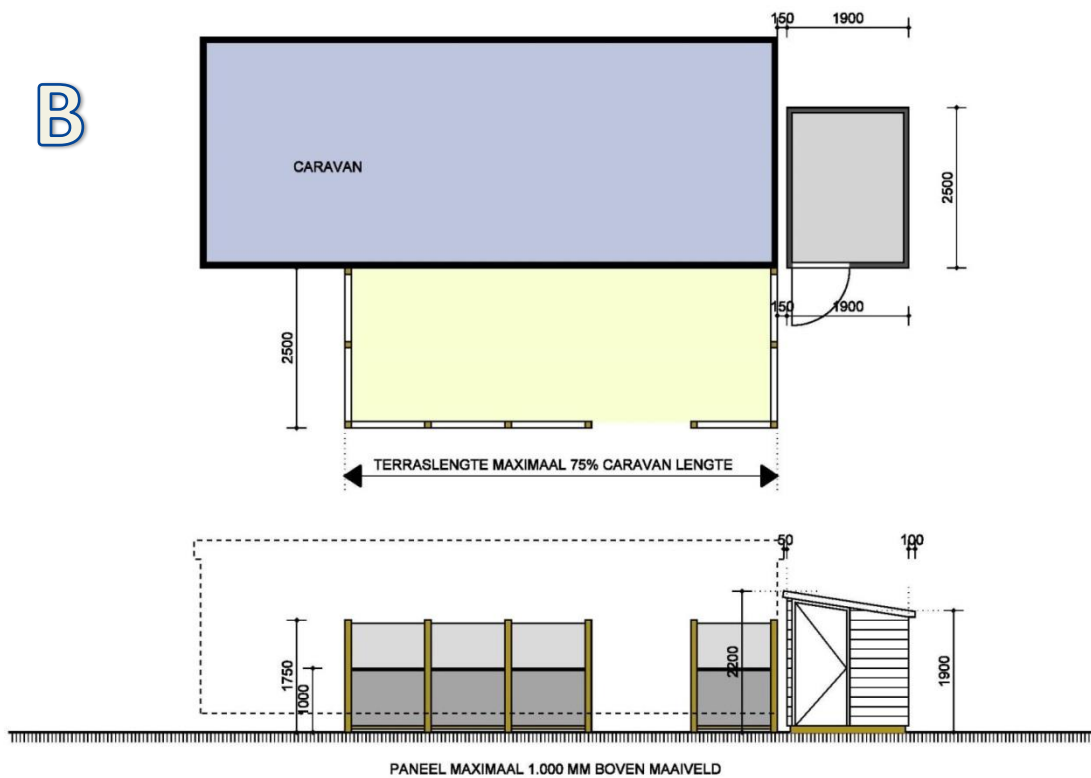 150 1900
B
CARAVAN
2500
150 1900
2500
TERRASLENGTE MAXIMAAL 75% CARAVAN LENGTE
50 100
1750
1000
2200
1900
PANEEL MAXIMAAL 1.000 MM BOVEN MAAIVELD